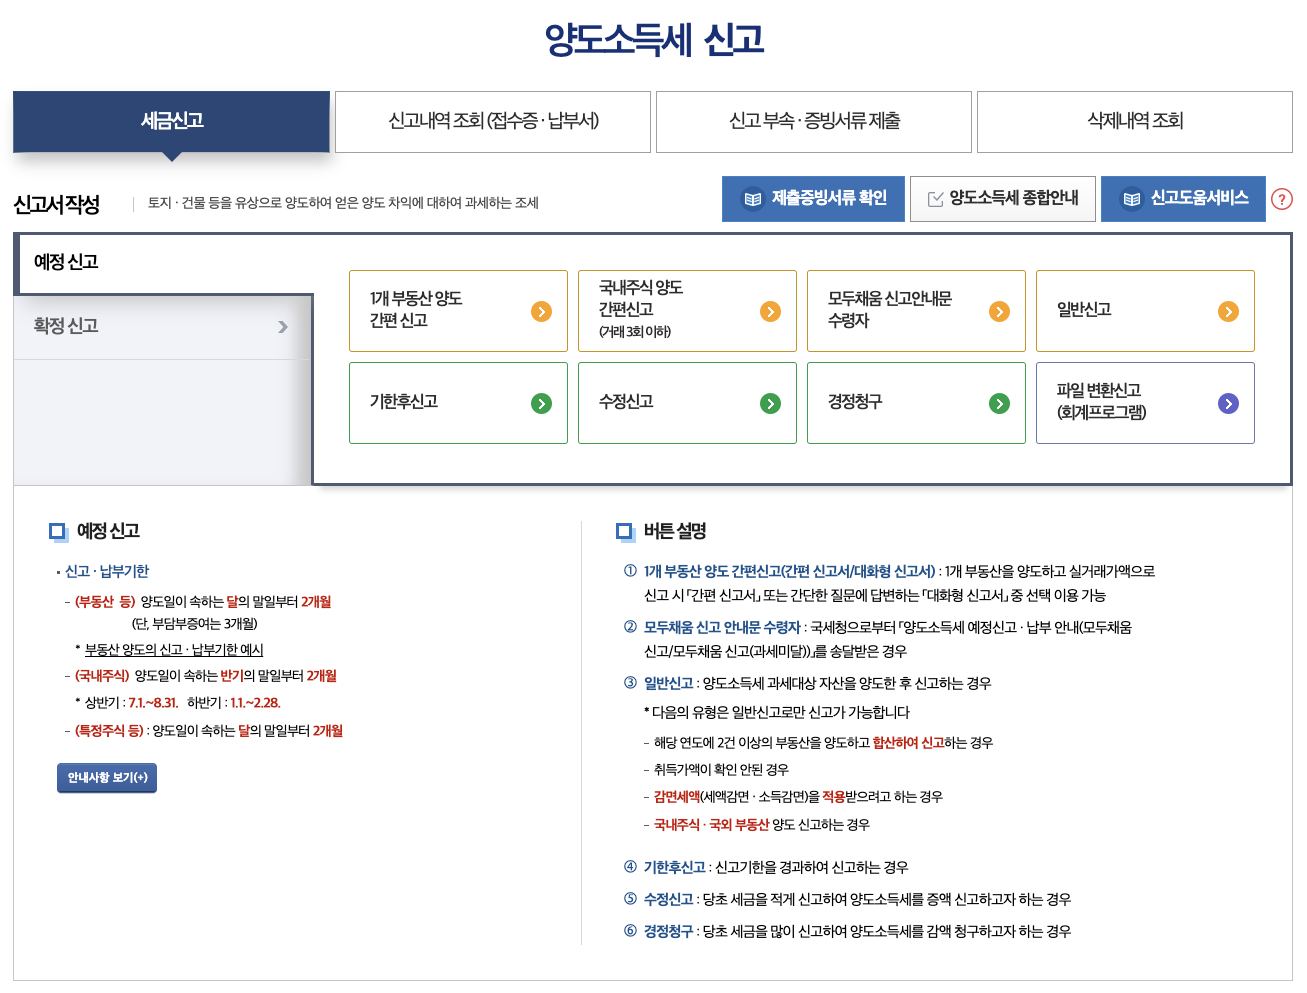 양도소득세 신고
세금신고
신고내역 조회 (접수증 · 납부서)
신고 부속 · 증빙서류 제출
삭제내역 조회
신고서 작성
토지 · 건물 등을 유상으로 양도하여 얻은 양도 차익에 대하여 과세하는 조세
제출증빙서류 확인
양도소득세 종합안내
신고도움서비스
?
예정 신고
확정 신고
1개 부동산 양도
간편 신고
국내주식 양도
간편신고
(거래 3회 이하)
모두채움 신고안내문
수령자
일반신고
기한후신고
수정신고
경정청구
파일 변환신고
(회계프로그램)
예정 신고
· 신고 · 납부기한
- (부동산 등) 양도일이 속하는 달의 말일부터 2개월
(단, 부담부증여는 3개월)
* 부동산 양도의 신고 · 납부기한 예시
- (국내주식) 양도일이 속하는 반기의 말일부터 2개월
* 상반기 : 7.1.~8.31. 하반기 : 1.1.~2.28.
- (특정주식 등) : 양도일이 속하는 달의 말일부터 2개월
안내사항 보기(+)
버튼 설명
① 1개 부동산 양도 간편신고(간편 신고서/대화형 신고서) : 1개 부동산을 양도하고 실거래가액으로
신고 시 「간편 신고서」 또는 간단한 질문에 답변하는 「대화형 신고서」 중 선택 이용 가능
② 모두채움 신고 안내문 수령자 : 국세청으로부터 「양도소득세 예정신고 · 납부 안내(모두채움
신고/모두채움 신고(과세미달))」를 송달받은 경우
③ 일반신고 : 양도소득세 과세대상 자산을 양도한 후 신고하는 경우
* 다음의 유형은 일반신고로만 신고가 가능합니다
- 해당 연도에 2건 이상의 부동산을 양도하고 합산하여 신고하는 경우
- 취득가액이 확인 안된 경우
- 감면세액(세액감면 · 소득감면)을 적용받으려고 하는 경우
- 국내주식 · 국외 부동산 양도 신고하는 경우
④ 기한후신고 : 신고기한을 경과하여 신고하는 경우
⑤ 수정신고 : 당초 세금을 적게 신고하여 양도소득세를 증액 신고하고자 하는 경우
⑥ 경정청구 : 당초 세금을 많이 신고하여 양도소득세를 감액 청구하고자 하는 경우